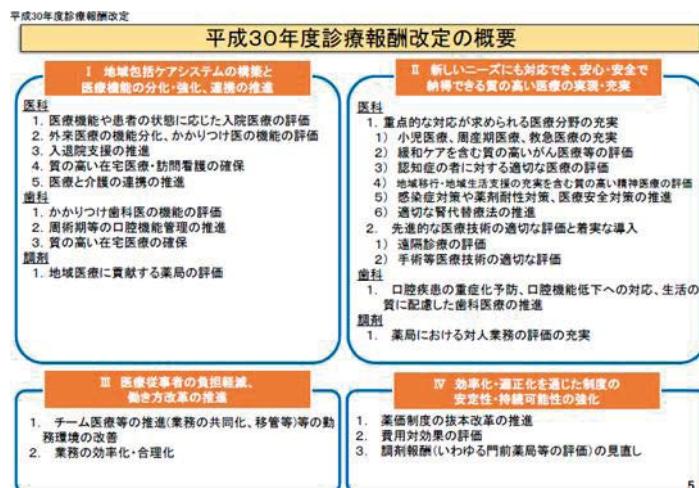 平成30年度診療報酬改定
平成30年度診療報酬改定の概要
Ⅰ 地域包括ケアシステムの構築と
医療機能の分化・強化、連携の推進
医科
1. 医療機能や患者の状態に応じた入院医療の評価
2. 外来医療の機能分化、かかりつけ医の機能の評価
3. 入退院支援の推進
4. 質の高い在宅医療・訪問看護の確保
5. 医療と介護の連携の推進
歯科
1. かかりつけ歯科医の機能の評価
2. 周術期等の口腔機能管理の推進
3. 質の高い在宅医療の確保
調剤
1. 地域医療に貢献する薬局の評価
Ⅱ 新しいニーズにも対応でき、安心・安全で
納得できる質の高い医療の実現・充実
医科
1. 重点的な対応が求められる医療分野の充実
1) 小児医療、周産期医療、救急医療の充実
2) 緩和ケアを含む質の高いがん医療等の評価
3) 認知症の者に対する適切な医療の評価
4) 地域移行・地域生活支援の充実を含む質の高い精神医療の評価
5) 感染症対策や薬剤耐性対策、医療安全対策の推進
6) 適切な腎代替療法の推進
2. 先進的な医療技術の適切な評価と着実な導入
1) 遠隔診療の評価
2) 手術等医療技術の適切な評価
歯科
1. 口腔疾患の重症化予防、口腔機能低下への対応、生活の
質に配慮した歯科医療の推進
調剤
1. 薬局における対人業務の評価の充実
Ⅲ 医療従事者の負担軽減、
働き方改革の推進
1. チーム医療等の推進(業務の共同化、移管等)等の勤
務環境の改善
2. 業務の効率化・合理化
Ⅳ 効率化・適正化を通じた制度の
安定性・持続可能性の強化
1. 薬価制度の抜本改革の推進
2. 費用対効果の評価
3. 調剤報酬(いわゆる門前薬局等の評価)の見直し
5